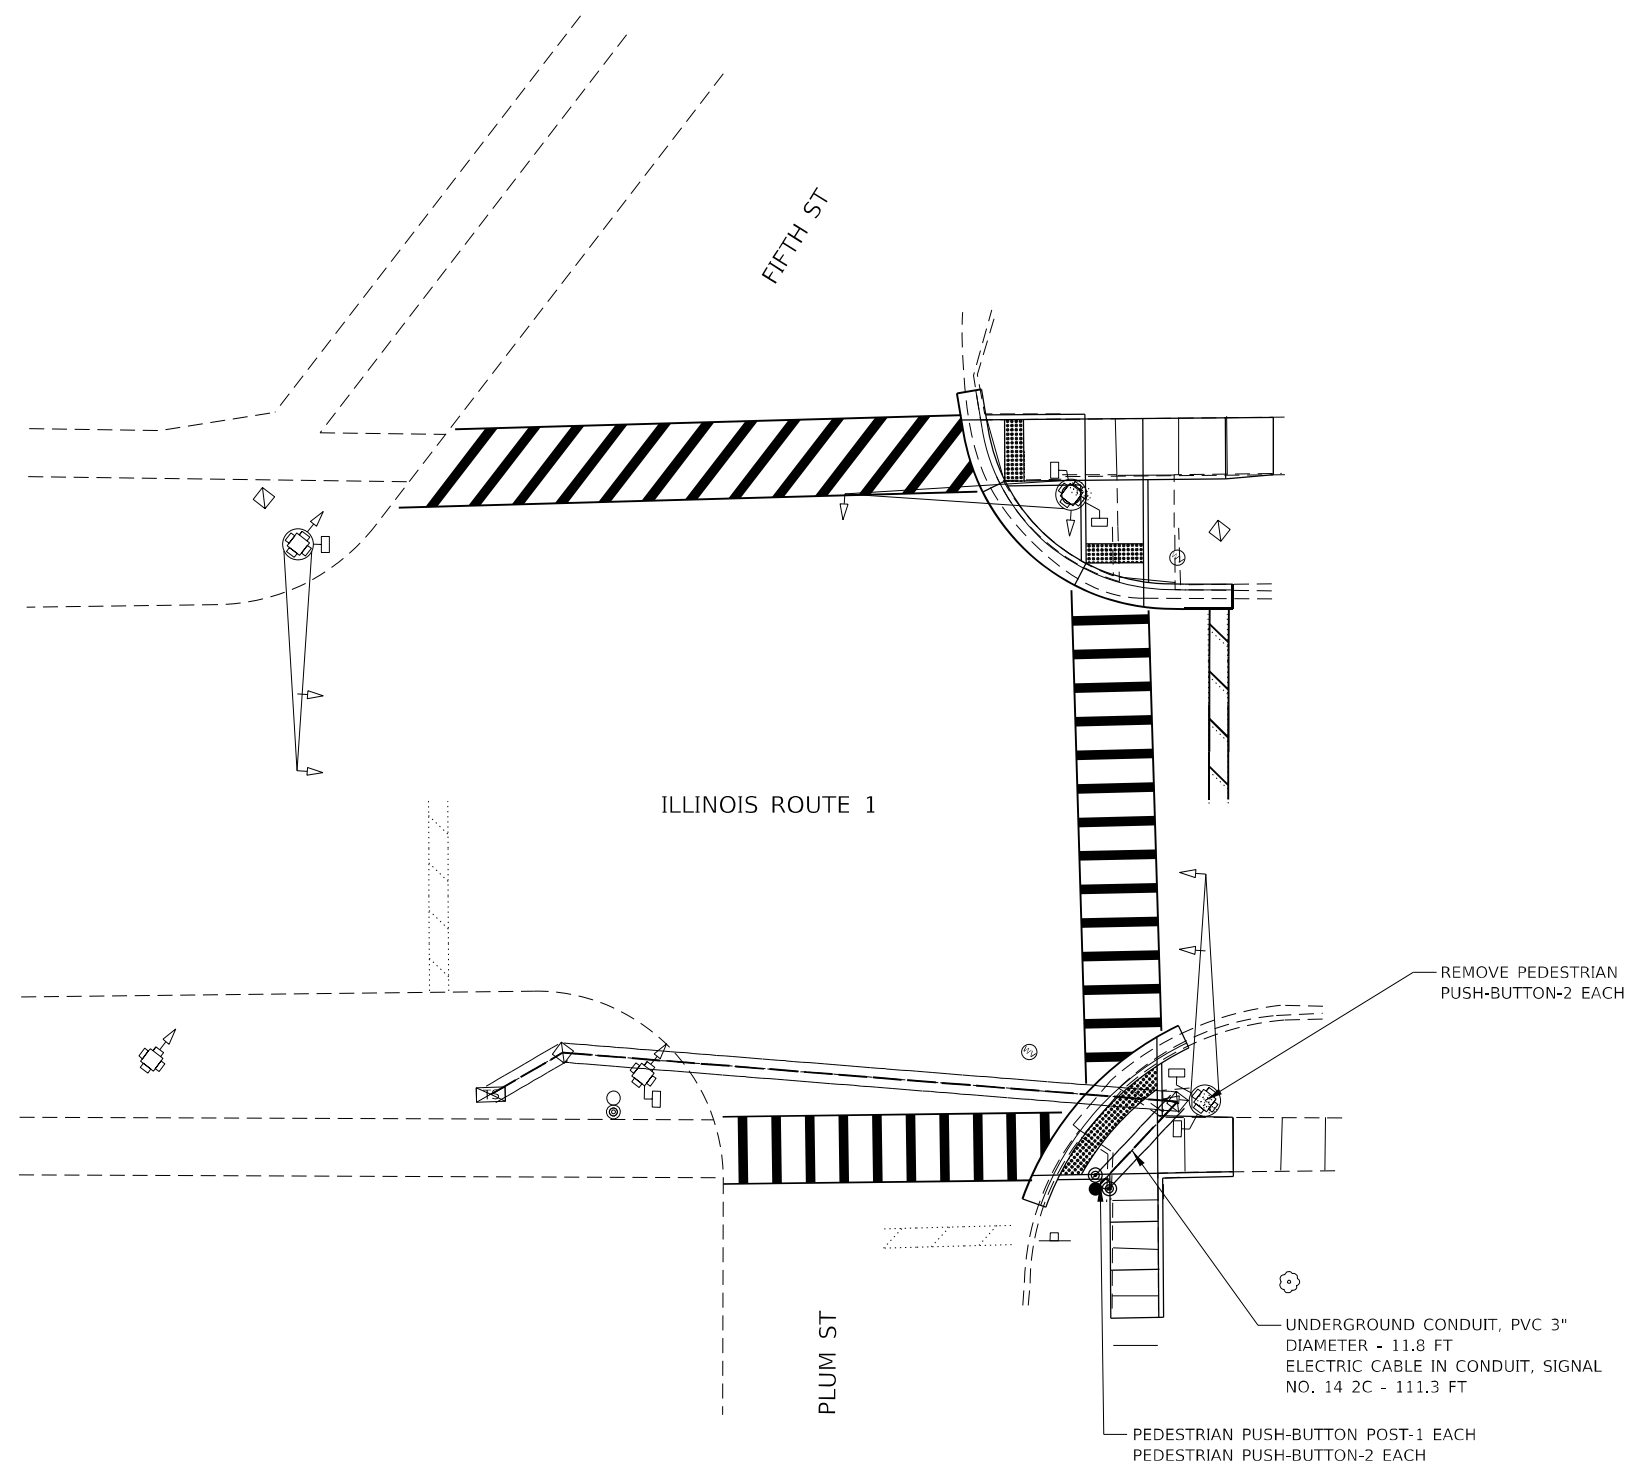 FIFTH ST
ILLINOIS ROUTE 1
REMOVE PEDESTRIAN
PUSH-BUTTON-2 EACH
PLUM ST
UNDERGROUND CONDUIT, PVC 3"
DIAMETER - 11.8 FT
ELECTRIC CABLE IN CONDUIT, SIGNAL
NO. 14 2C - 111.3 FT
PEDESTRIAN PUSH-BUTTON POST-1 EACH
PEDESTRIAN PUSH-BUTTON-2 EACH